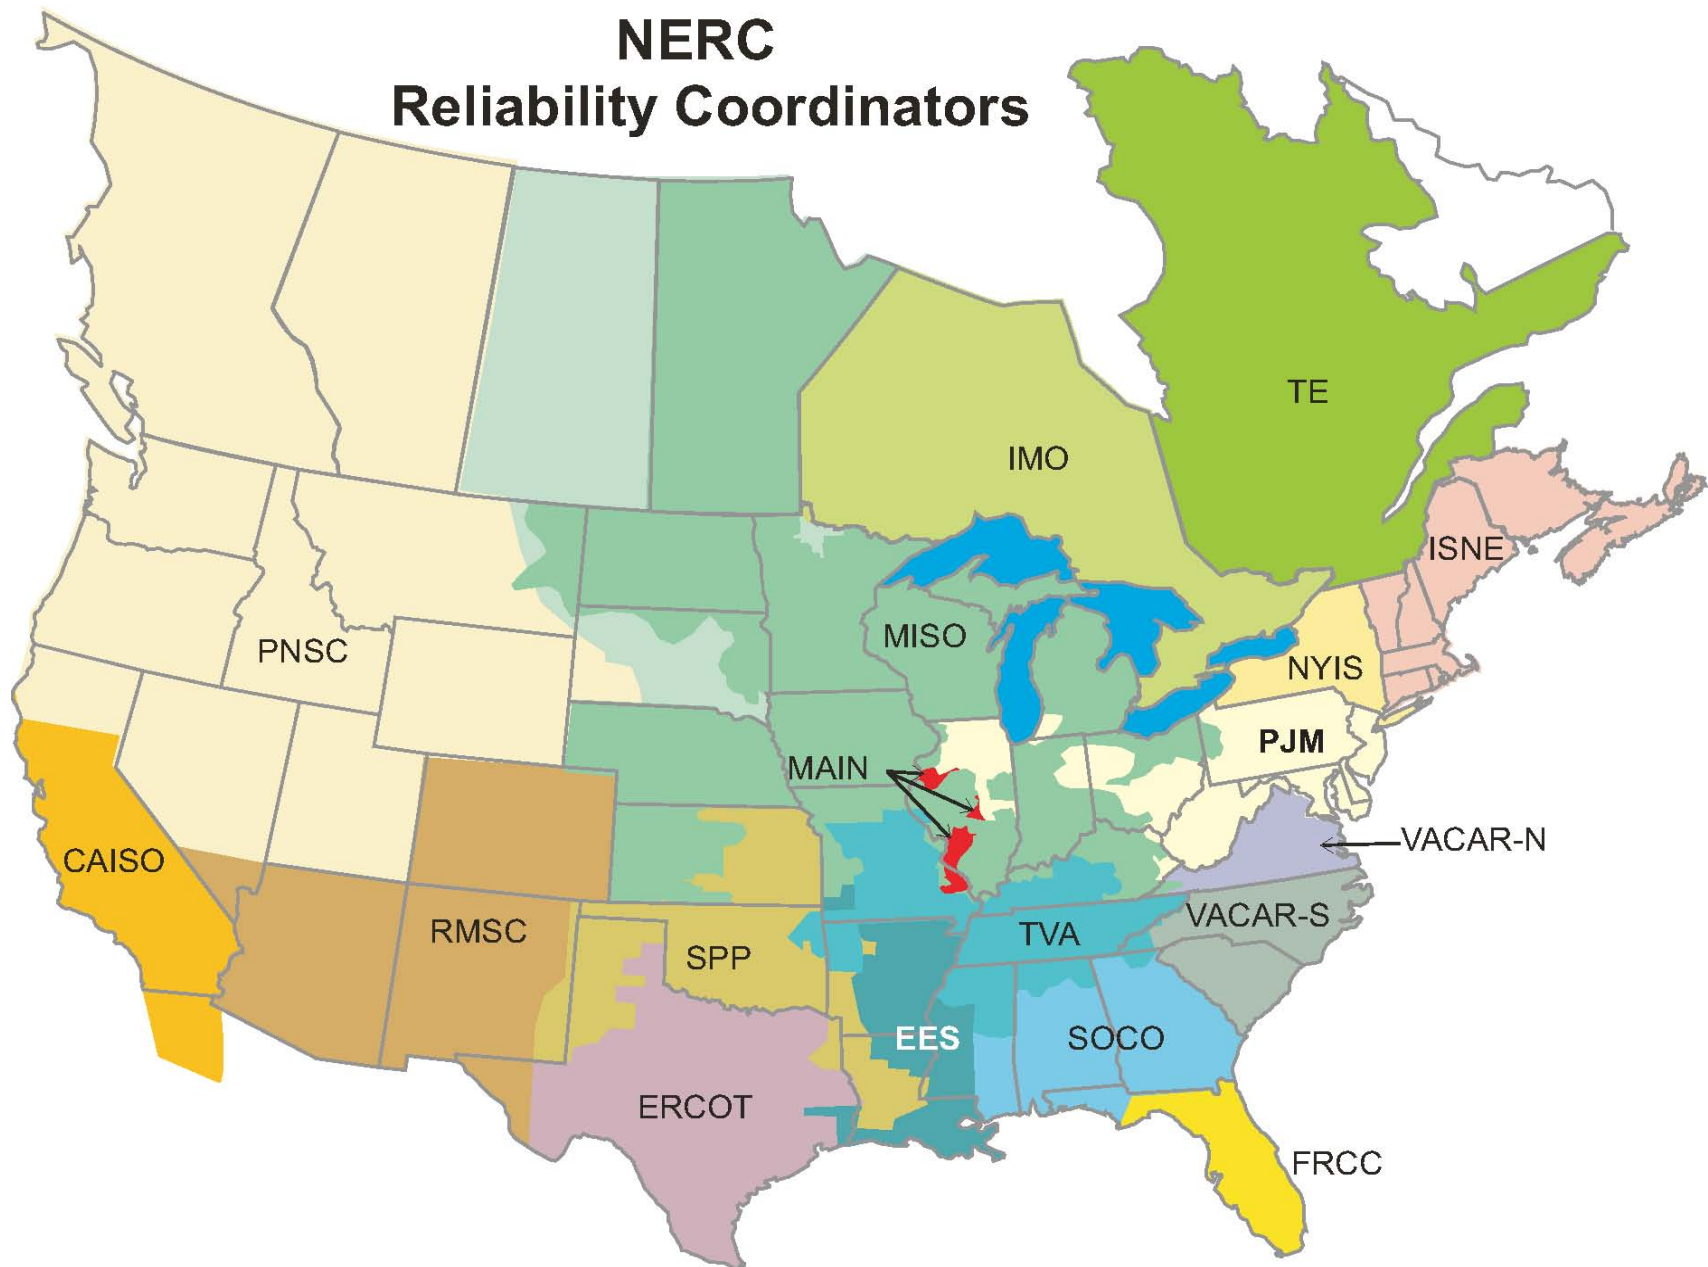 NERC
Reliability Coordinators
TE
IMO
ISNE
MISO
PNSC
NYIS
PJM
MAIN
VACAR-N
CAISO
VACAR-S
RMSC
TVA
SPP
EES
SOCO
ERCOT
FRCC